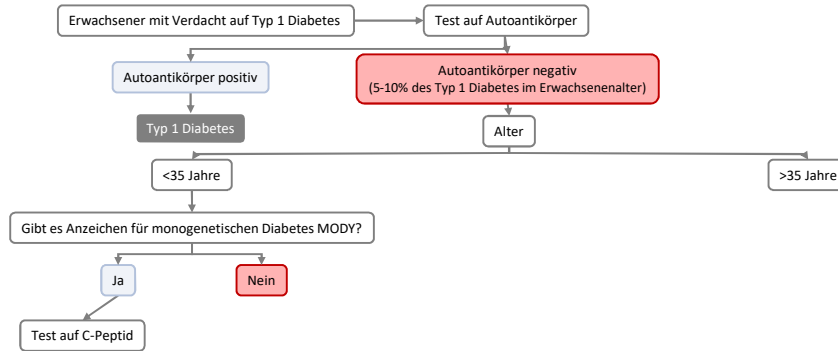 Erwachsener mit Verdacht auf Typ 1 Diabetes
Test auf Autoantikörper
Autoantikörper positiv
Autoantikörper negativ
(5-10% des Typ 1 Diabetes im Erwachsenenalter)
Typ 1 Diabetes
Alter
<35 Jahre
>35 Jahre
Gibt es Anzeichen für monogenetischen Diabetes MODY?
Ja
Nein
Test auf C-Peptid